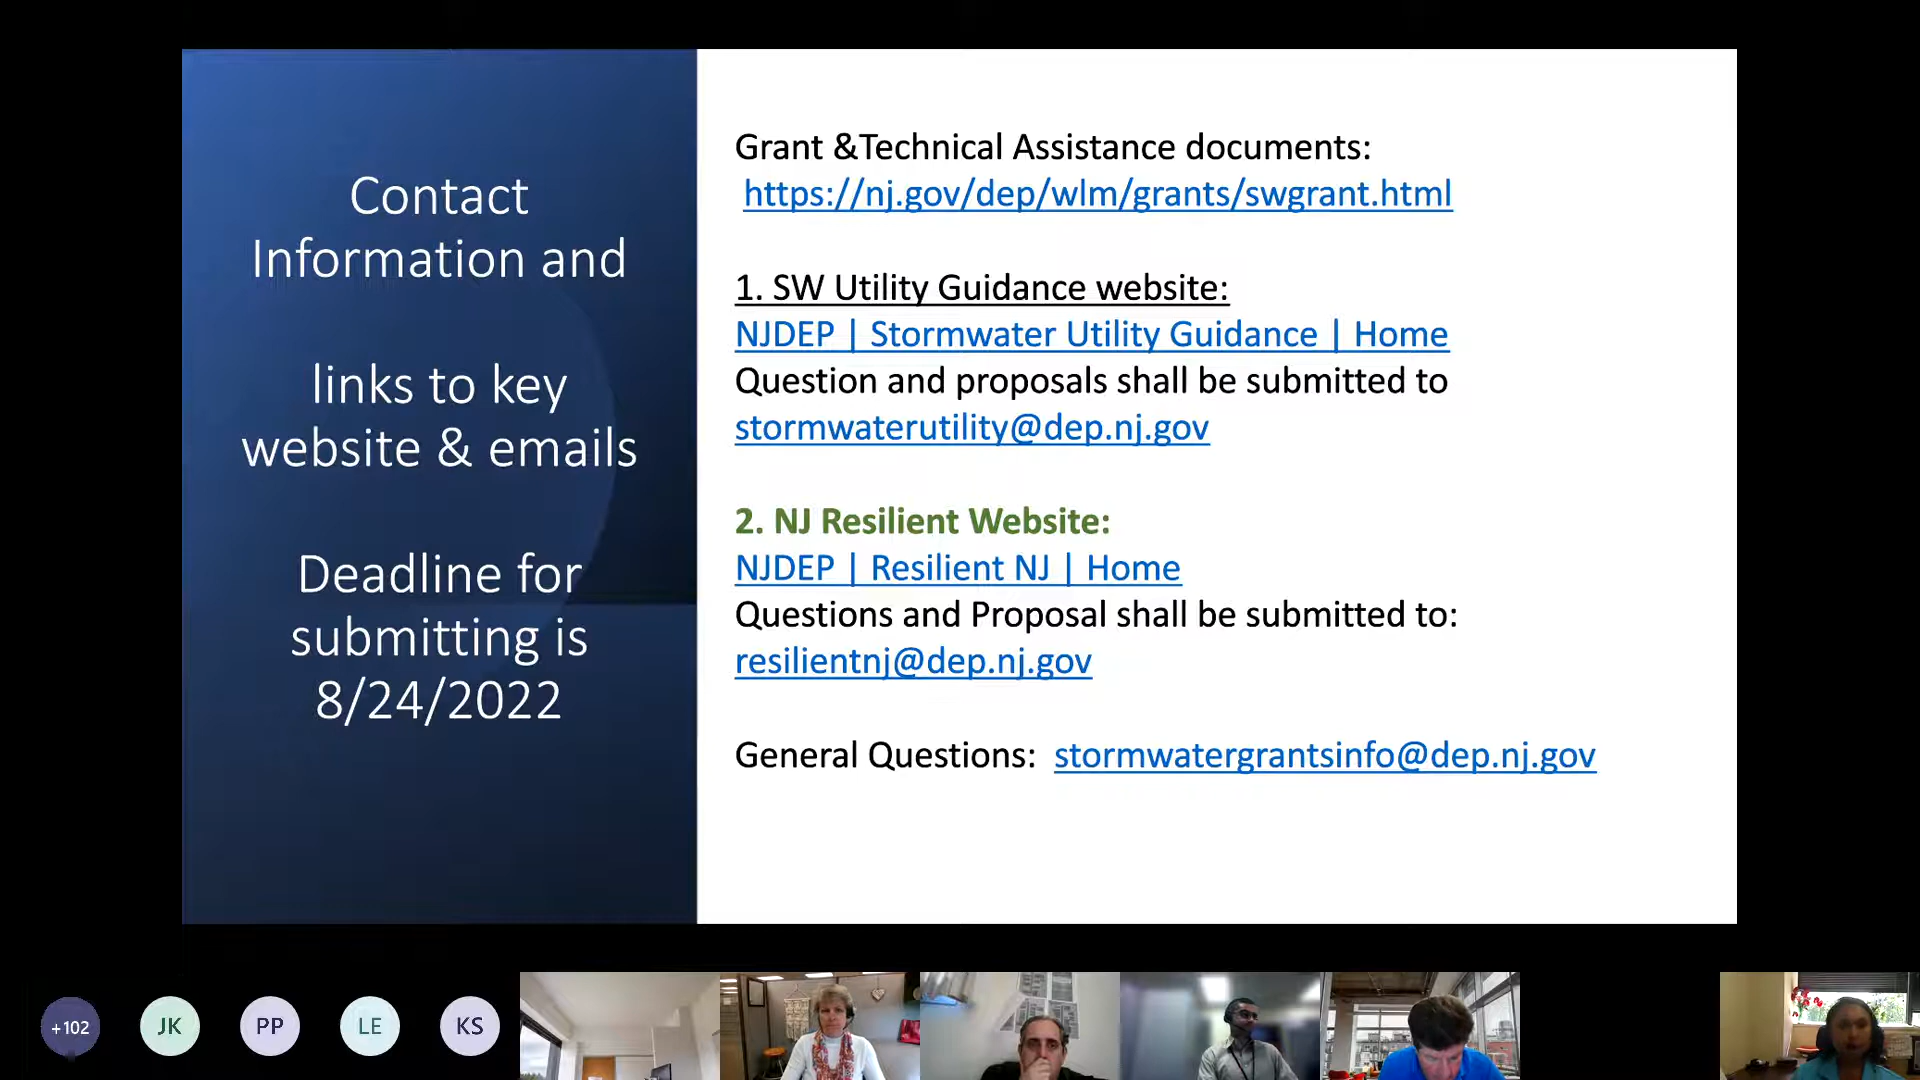 Contact
Information and
links to key
website & emails
Deadline for
submitting is
8/24/2022
Grant &Technical Assistance documents:
https://nj.gov/dep/wlm/grants/swgrant.html
1. SW Utility Guidance website:
NJDEP | Stormwater Utility Guidance | Home
Question and proposals shall be submitted to
stormwaterutility@dep.nj.gov
2. NJ Resilient Website:
NJDEP | Resilient NJ | Home
Questions and Proposal shall be submitted to:
resilientnj@dep.nj.gov
General Questions: stormwatergrantsinfo@dep.nj.gov
+102
JK
PP
LE
KS